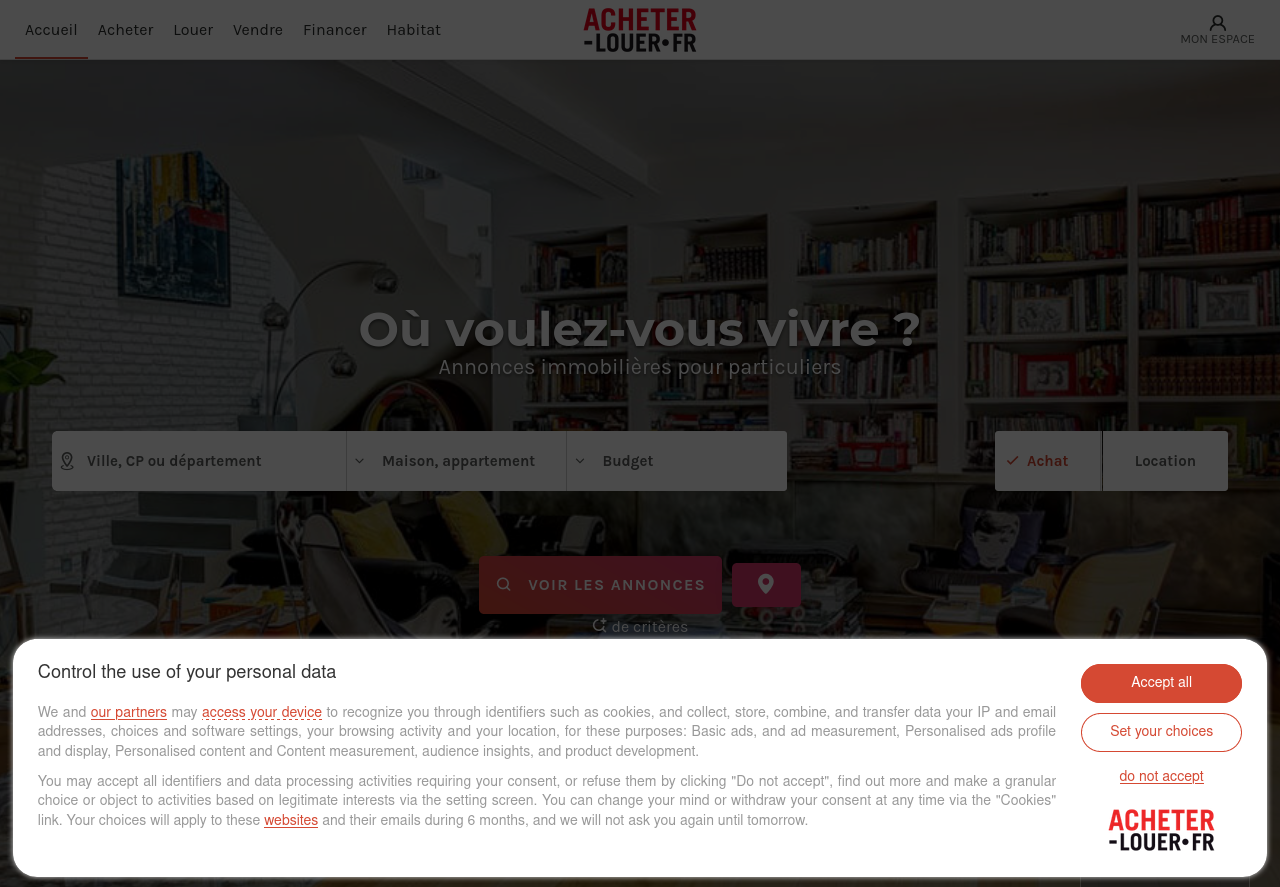 Accueil Acheter Louer Vendre Financer Habitat
ACHETER
-LOUER•FR
MON ESPACE
Où voulez-vous vivre ?
Annonces immobilières pour particuliers
Ville, CP ou département Maison, appartement Budget Achat Location
VOIR LES ANNONCES
de critères
Control the use of your personal data
We and our partners may access your device to recognize you through identifiers such as cookies, and collect, store, combine, and transfer data your IP and email
addresses, choices and software settings, your browsing activity and your location, for these purposes: Basic ads, and ad measurement, Personalised ads profile
and display, Personalised content and Content measurement, audience insights, and product development.
You may accept all identifiers and data processing activities requiring your consent, or refuse them by clicking "Do not accept", find out more and make a granular
choice or object to activities based on legitimate interests via the setting screen. You can change your mind or withdraw your consent at any time via the "Cookies"
link. Your choices will apply to these websites and their emails during 6 months, and we will not ask you again until tomorrow.
Accept all
Set your choices
do not accept
ACHETER
-LOUER•FR